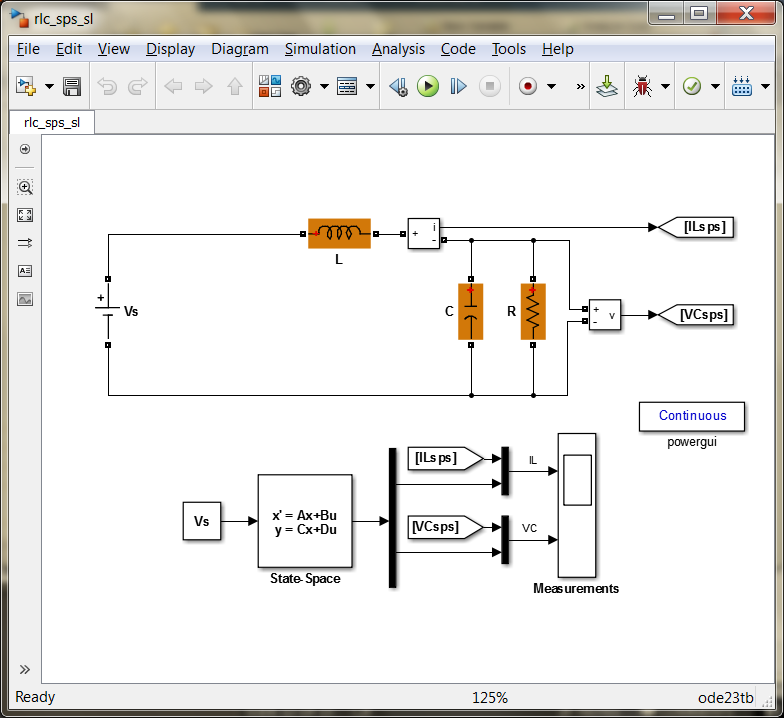 rlc_sps_sl
File Edit View Display Diagram Simulation Analysis Code Tools Help
»
rlc_sps_sl
[ILsps]
+ i
-
L
+
Vs
C
R
+
- v
[VCsps]
Continuous
powergui
[ILsps]
IL
Vs
x' = Ax+Bu
y = Cx+Du
[VCsps]
VC
State-Space
Measurements
»
Ready 125% ode23tb